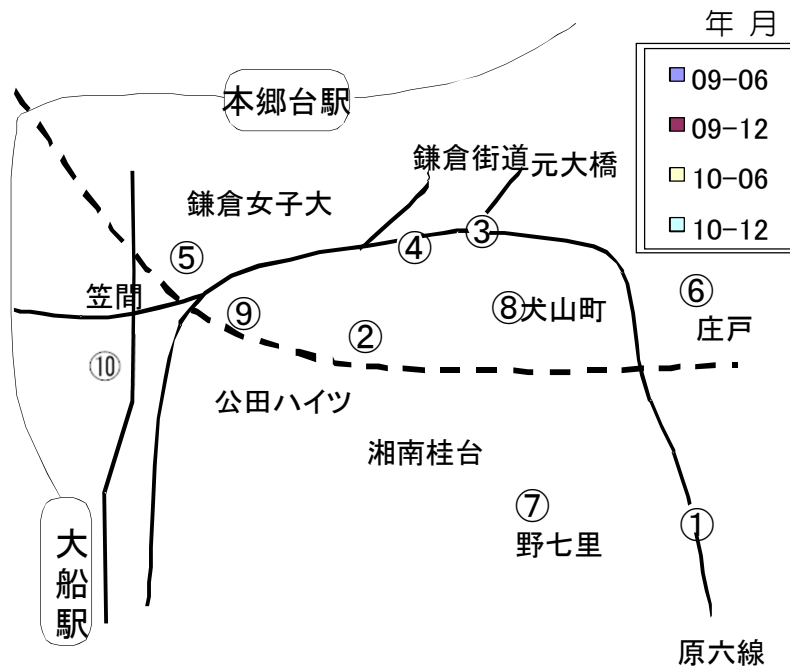 年 月
09-06
09-12
10-06
10-12
本郷台駅
鎌倉街道
元大橋
鎌倉女子大
③
④
⑤
⑥
笠間
⑧犬山町
⑨
庄戸
②
⑩
公田ハイツ
湘南桂台
⑦
①
野七里
大船駅
原六線